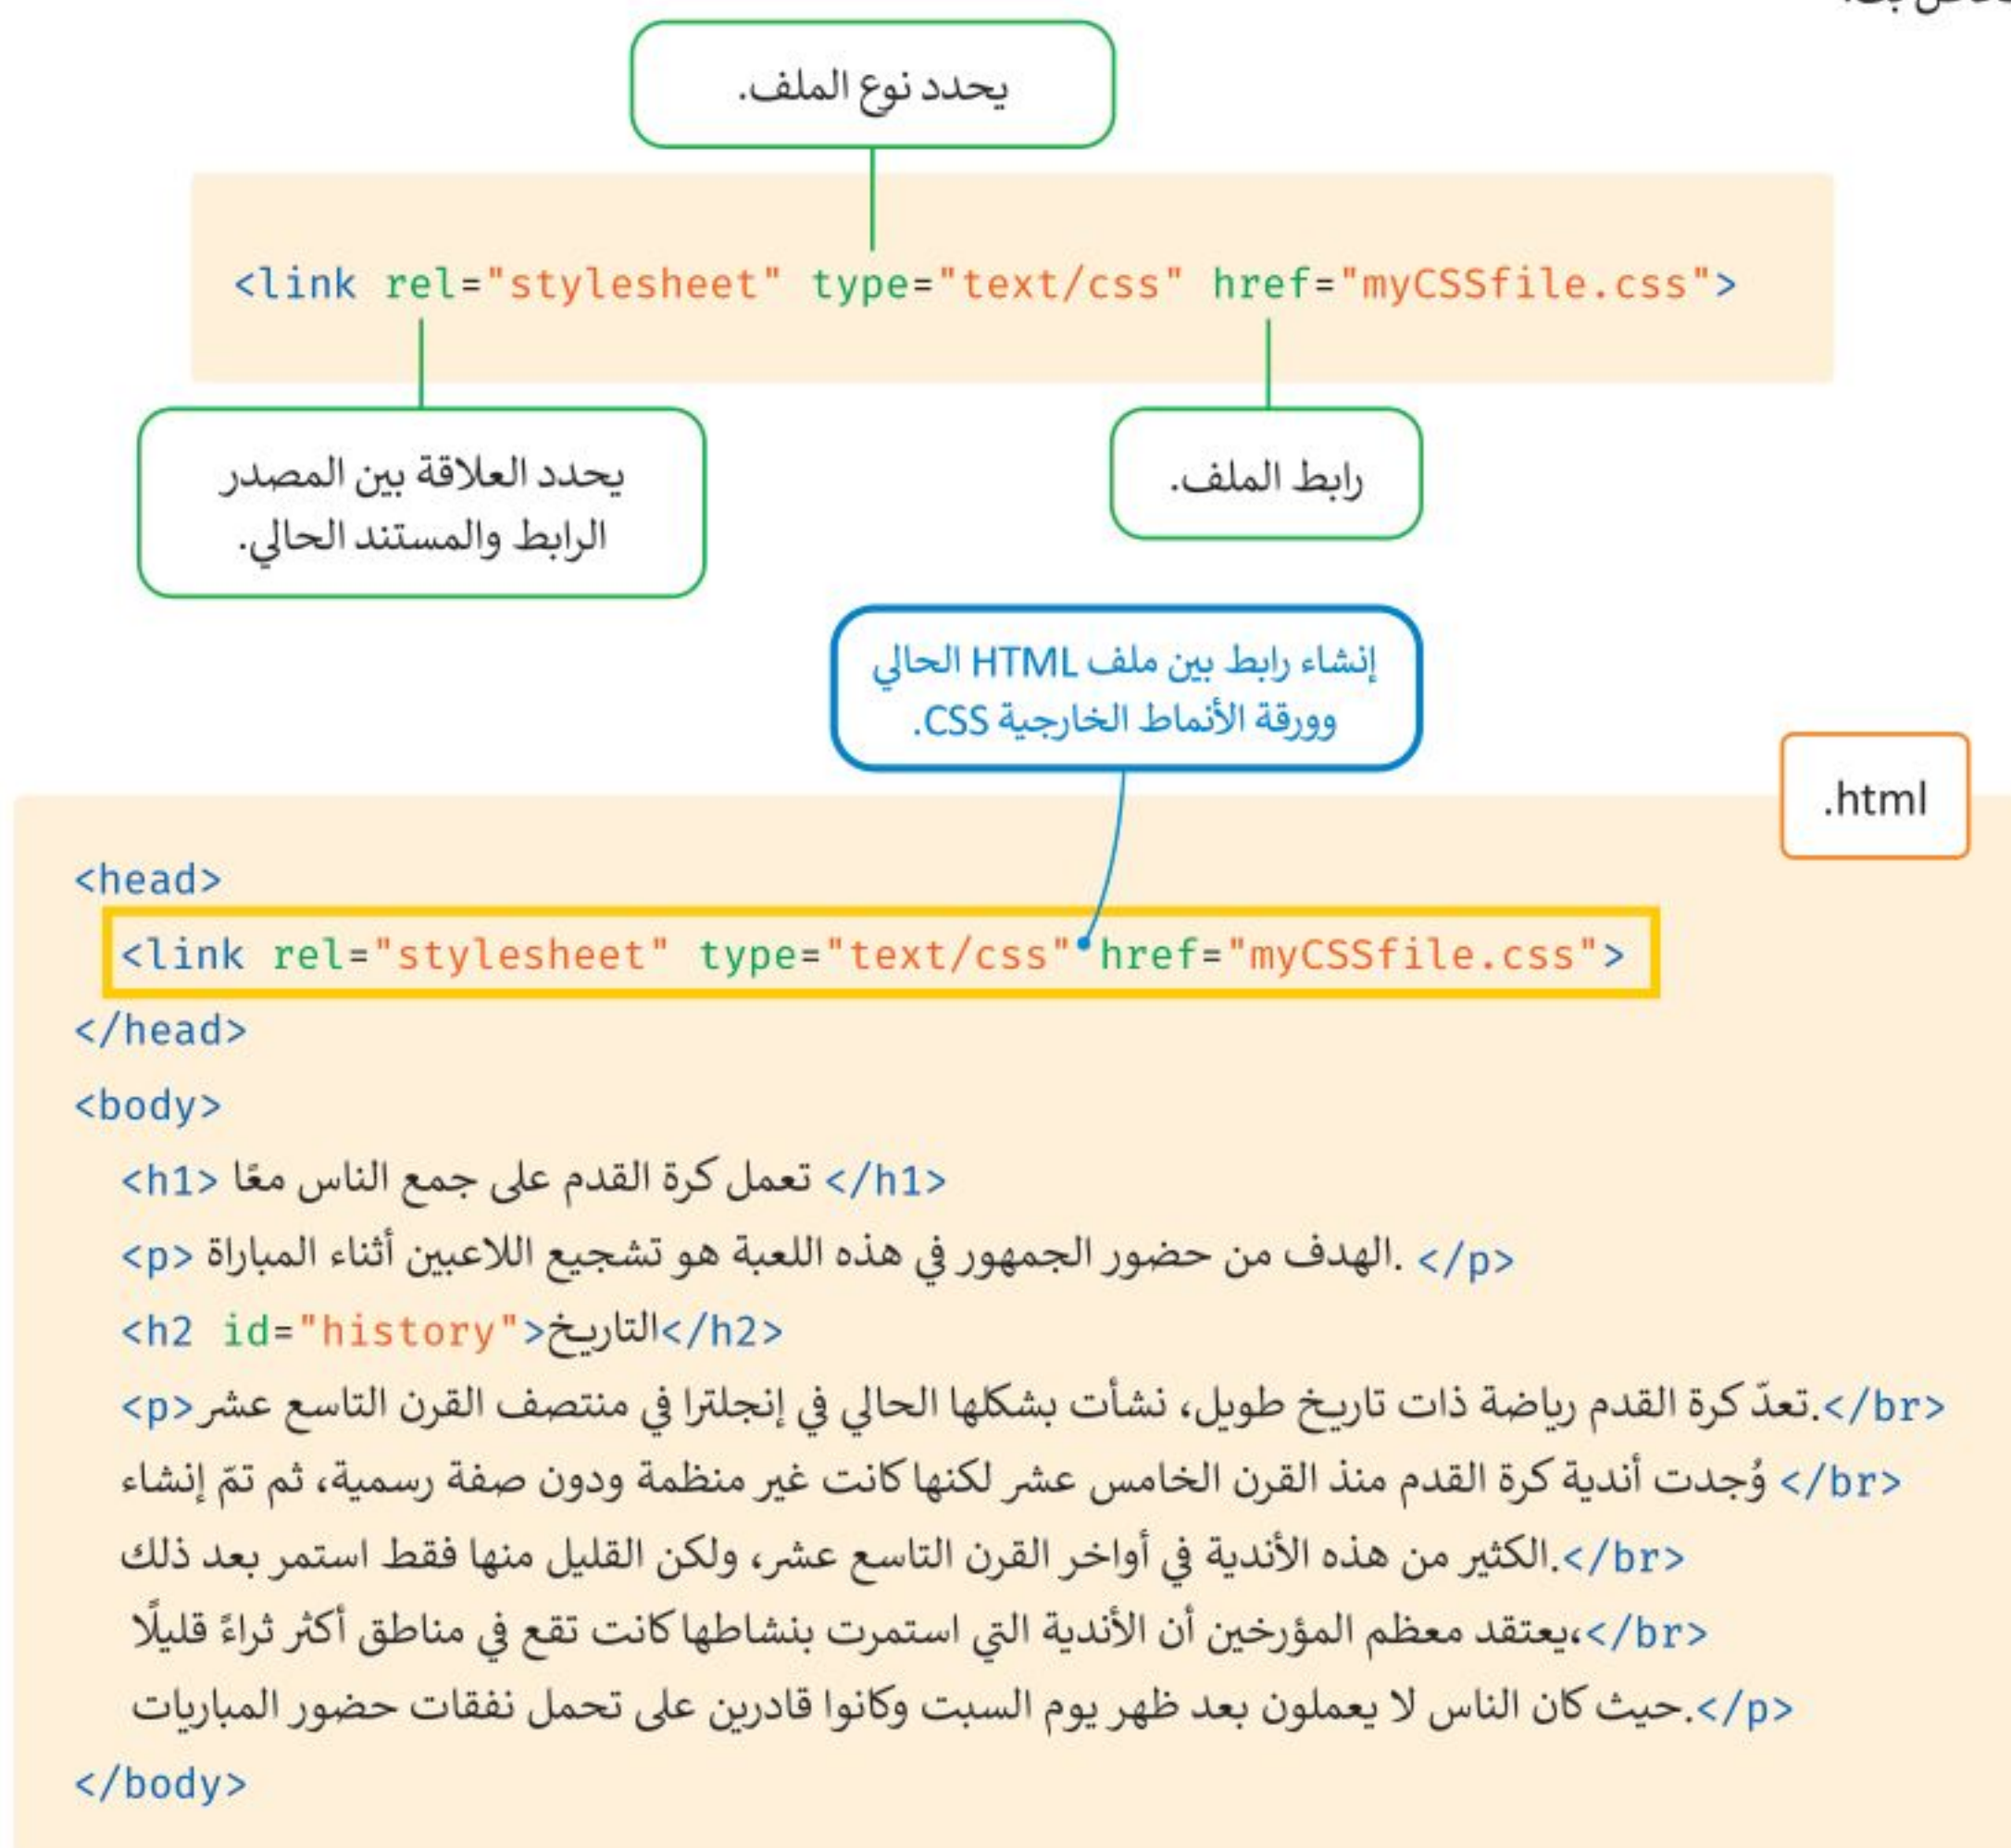 يحدد نوع الملف.
<link rel="stylesheet" type="text/css" href="myCSSfile.css">
يحدد العلاقة بين المصدر
الرابط والمستند الحالي.
رابط الملف.
إنشاء رابط بين ملف HTML الحالي
وورقة الأنماط الخارجية CSS.
.html
<head>
<link rel="stylesheet" type="text/css" href="myCSSfile.css">
</head>
<body>
<h1> تعمل كرة القدم على جمع الناس معًا </h1>
<p> الهدف من حضور الجمهور في هذه اللعبة هو تشجيع اللاعبين أثناء المباراة. </p>
<h2 id="history">التاريخ</h2>
<p>تعدّ كرة القدم رياضة ذات تاريخ طويل، نشأت بشكلها الحالي في إنجلترا في منتصف القرن التاسع عشر.</br>
وُجدت أندية كرة القدم منذ القرن الخامس عشر لكنها كانت غير منظمة ودون صفة رسمية، ثم تمّ إنشاء </br>
الكثير من هذه الأندية في أواخر القرن التاسع عشر، ولكن القليل منها فقط استمر بعد ذلك.</br>
يعتقد معظم المؤرخين أن الأندية التي استمرت بنشاطها كانت تقع في مناطق أكثر ثراءً قليلًا،</br>
حيث كان الناس لا يعملون بعد ظهر يوم السبت وكانوا قادرين على تحمل نفقات حضور المباريات.</p>
</body>